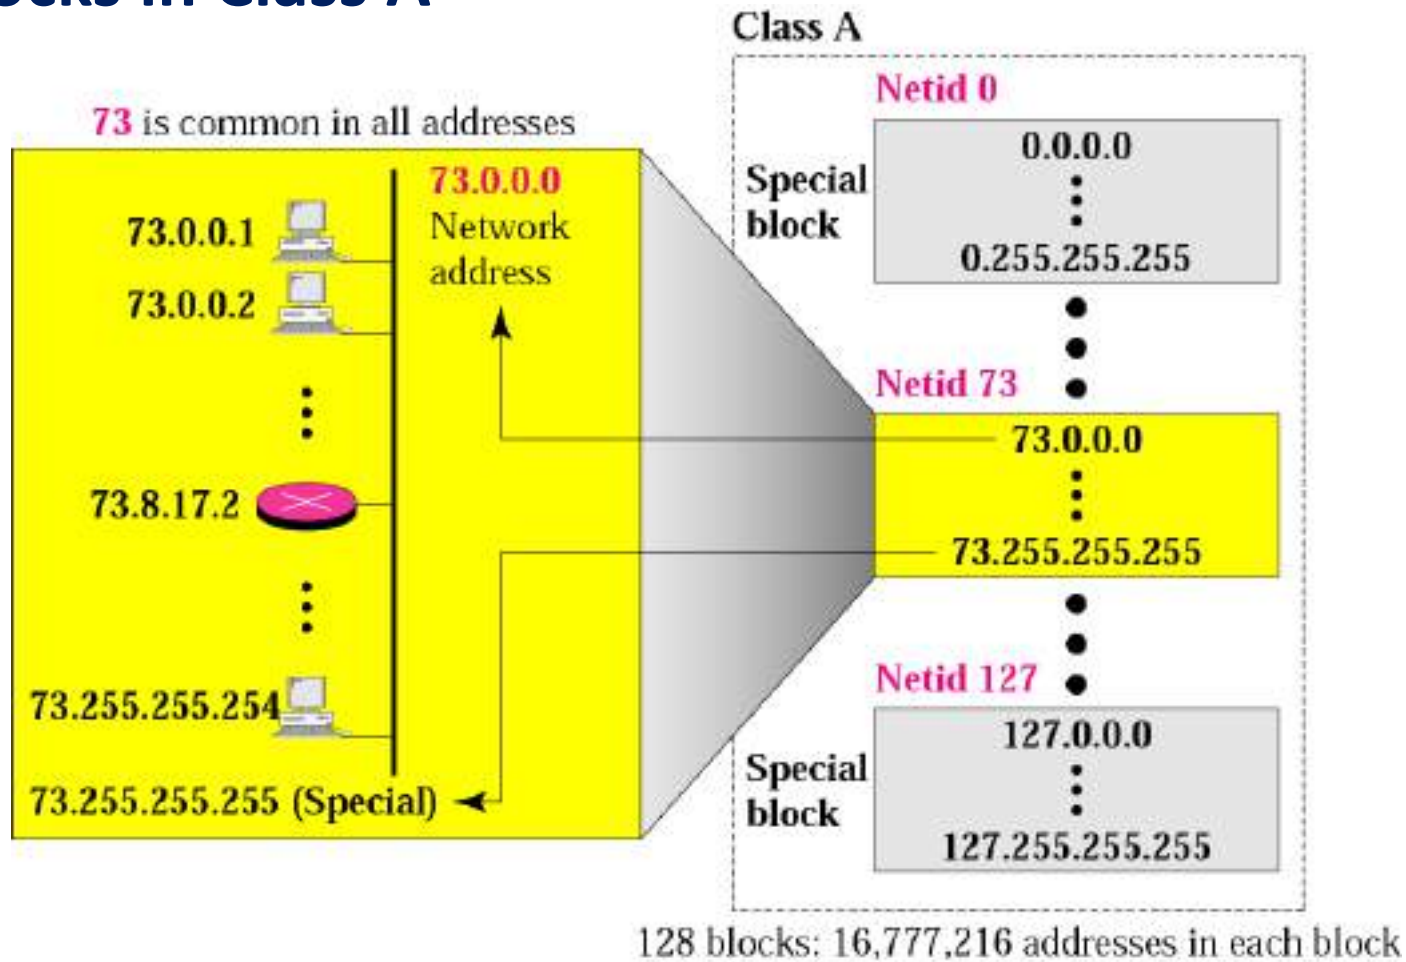 in Class A
Class A
Netid 0
73 is common in all addresses
0.0.0.0
Special
block
0.255.255.255
73.0.0.0
Network
address
73.0.0.1
73.0.0.2
Netid 73
73.0.0.0
73.8.17.2
73.255.255.255
Netid 127
73.255.255.254
127.0.0.0
Special
block
73.255.255.255 (Special)
127.255.255.255
128 blocks: 16,777,216 addresses in each block